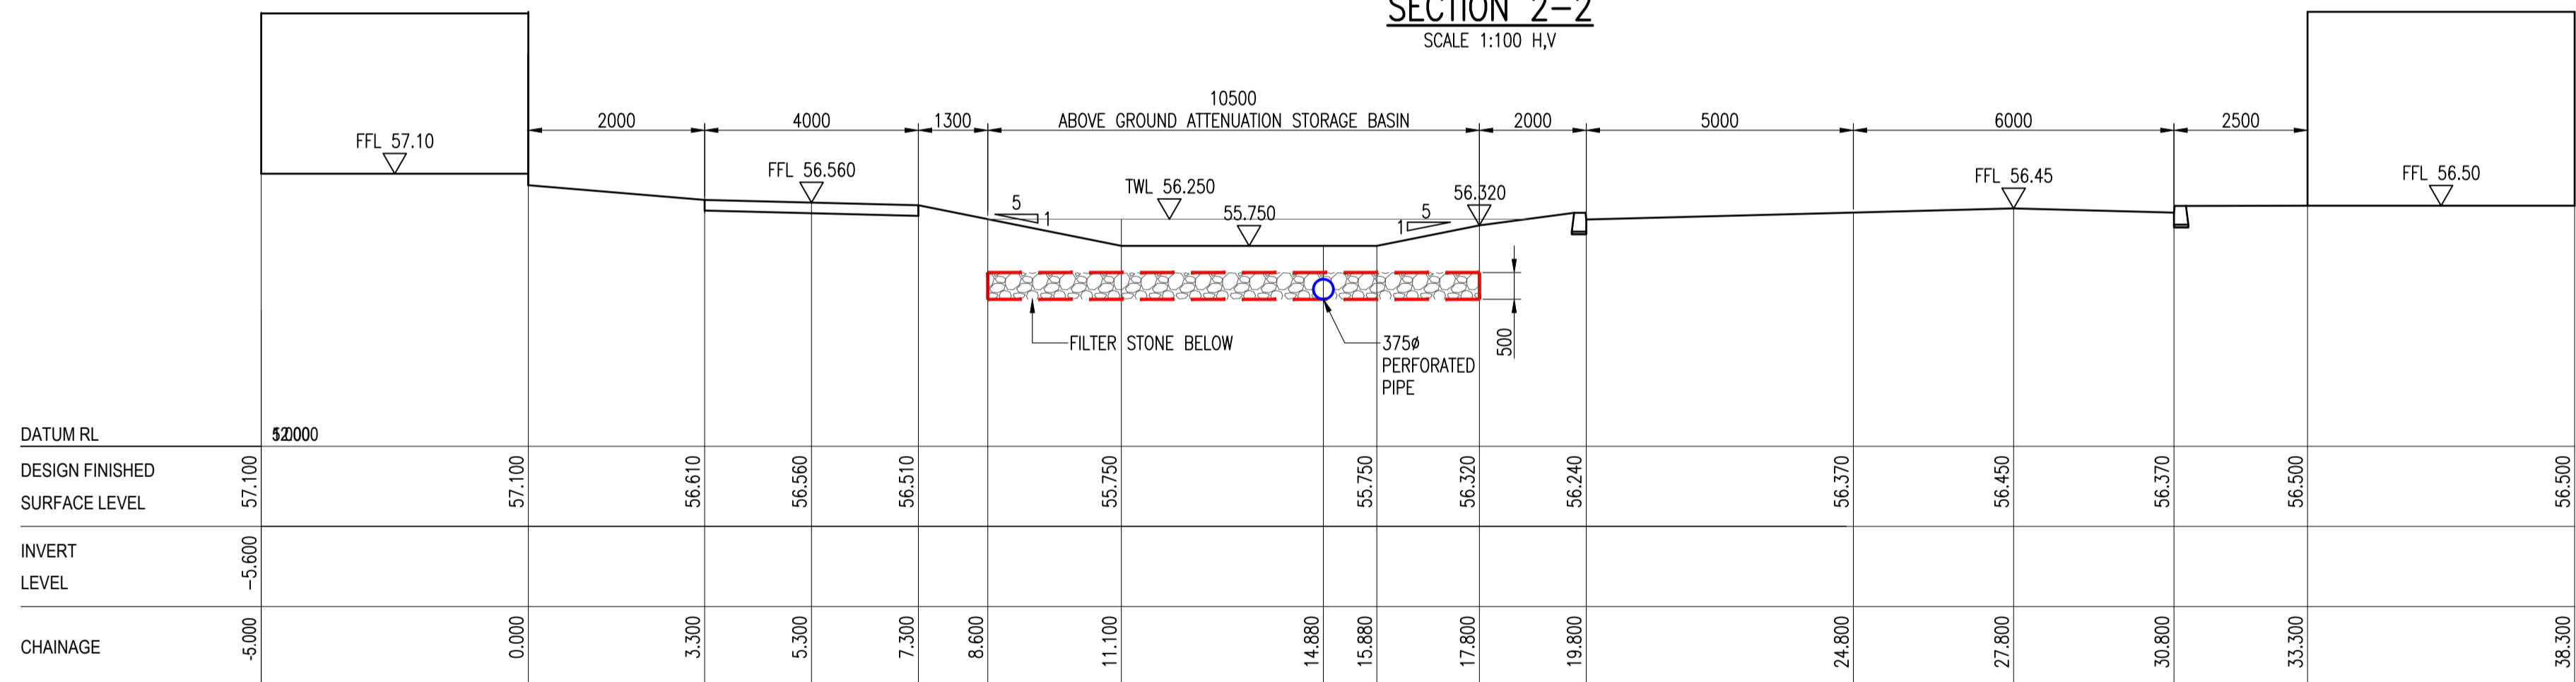 SECTION 2-2
SCALE 1:100 H,V
10500
2000
4000
1300
ABOVE GROUND ATTENUATION STORAGE BASIN
2000
5000
6000
2500
FFL 57.10
FFL 56.560
TWL 56.250
55.750
56.320
FFL 56.45
FFL 56.50
5
1
5
1
FILTER STONE BELOW
375ø
PERFORATED
PIPE
500
DATUM RL
DESIGN FINISHED
SURFACE LEVEL
57.100
57.100
56.610
56.560
56.510
55.750
55.750
56.320
56.240
56.370
56.450
56.370
56.500
56.500
INVERT
LEVEL
-5.600
CHAINAGE
-5.000
0.000
3.300
5.300
7.300
8.600
11.100
14.880
15.880
17.800
19.800
24.800
27.800
30.800
33.300
38.300